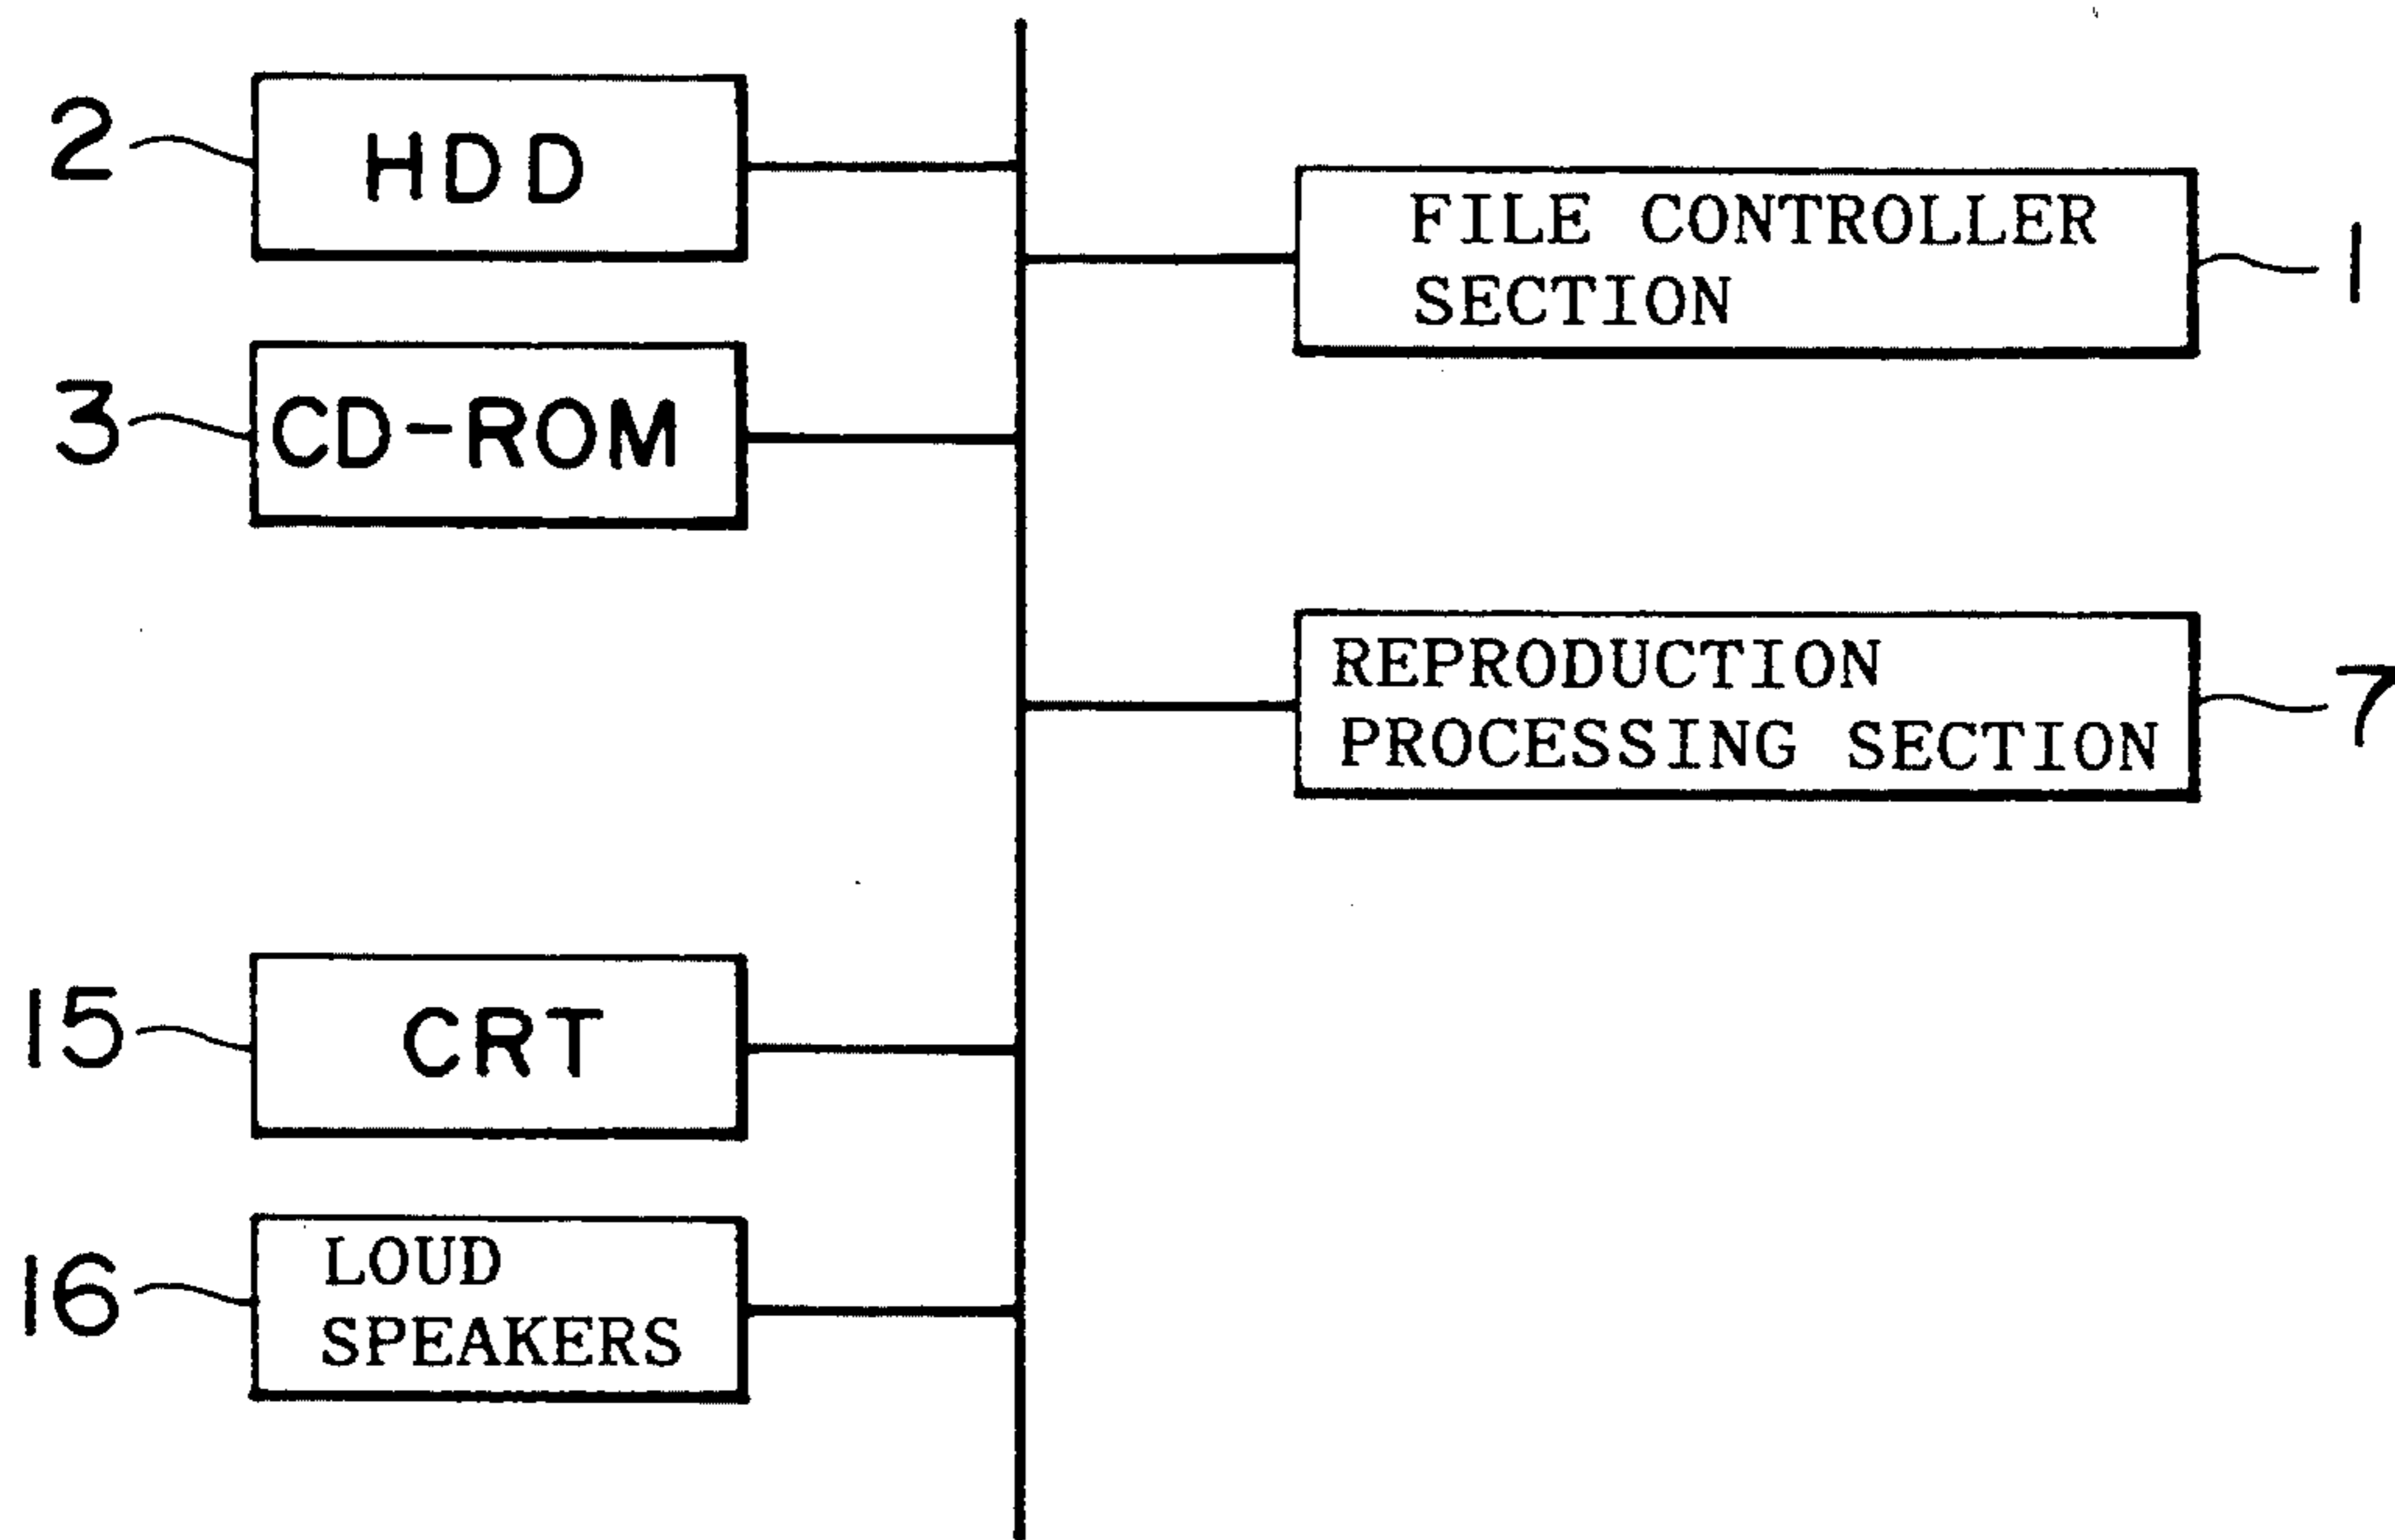 2
HDD
FILE CONTROLLER
SECTION
1
3
CD-ROM
REPRODUCTION
PROCESSING SECTION
7
15
CRT
16
LOUD
SPEAKERS